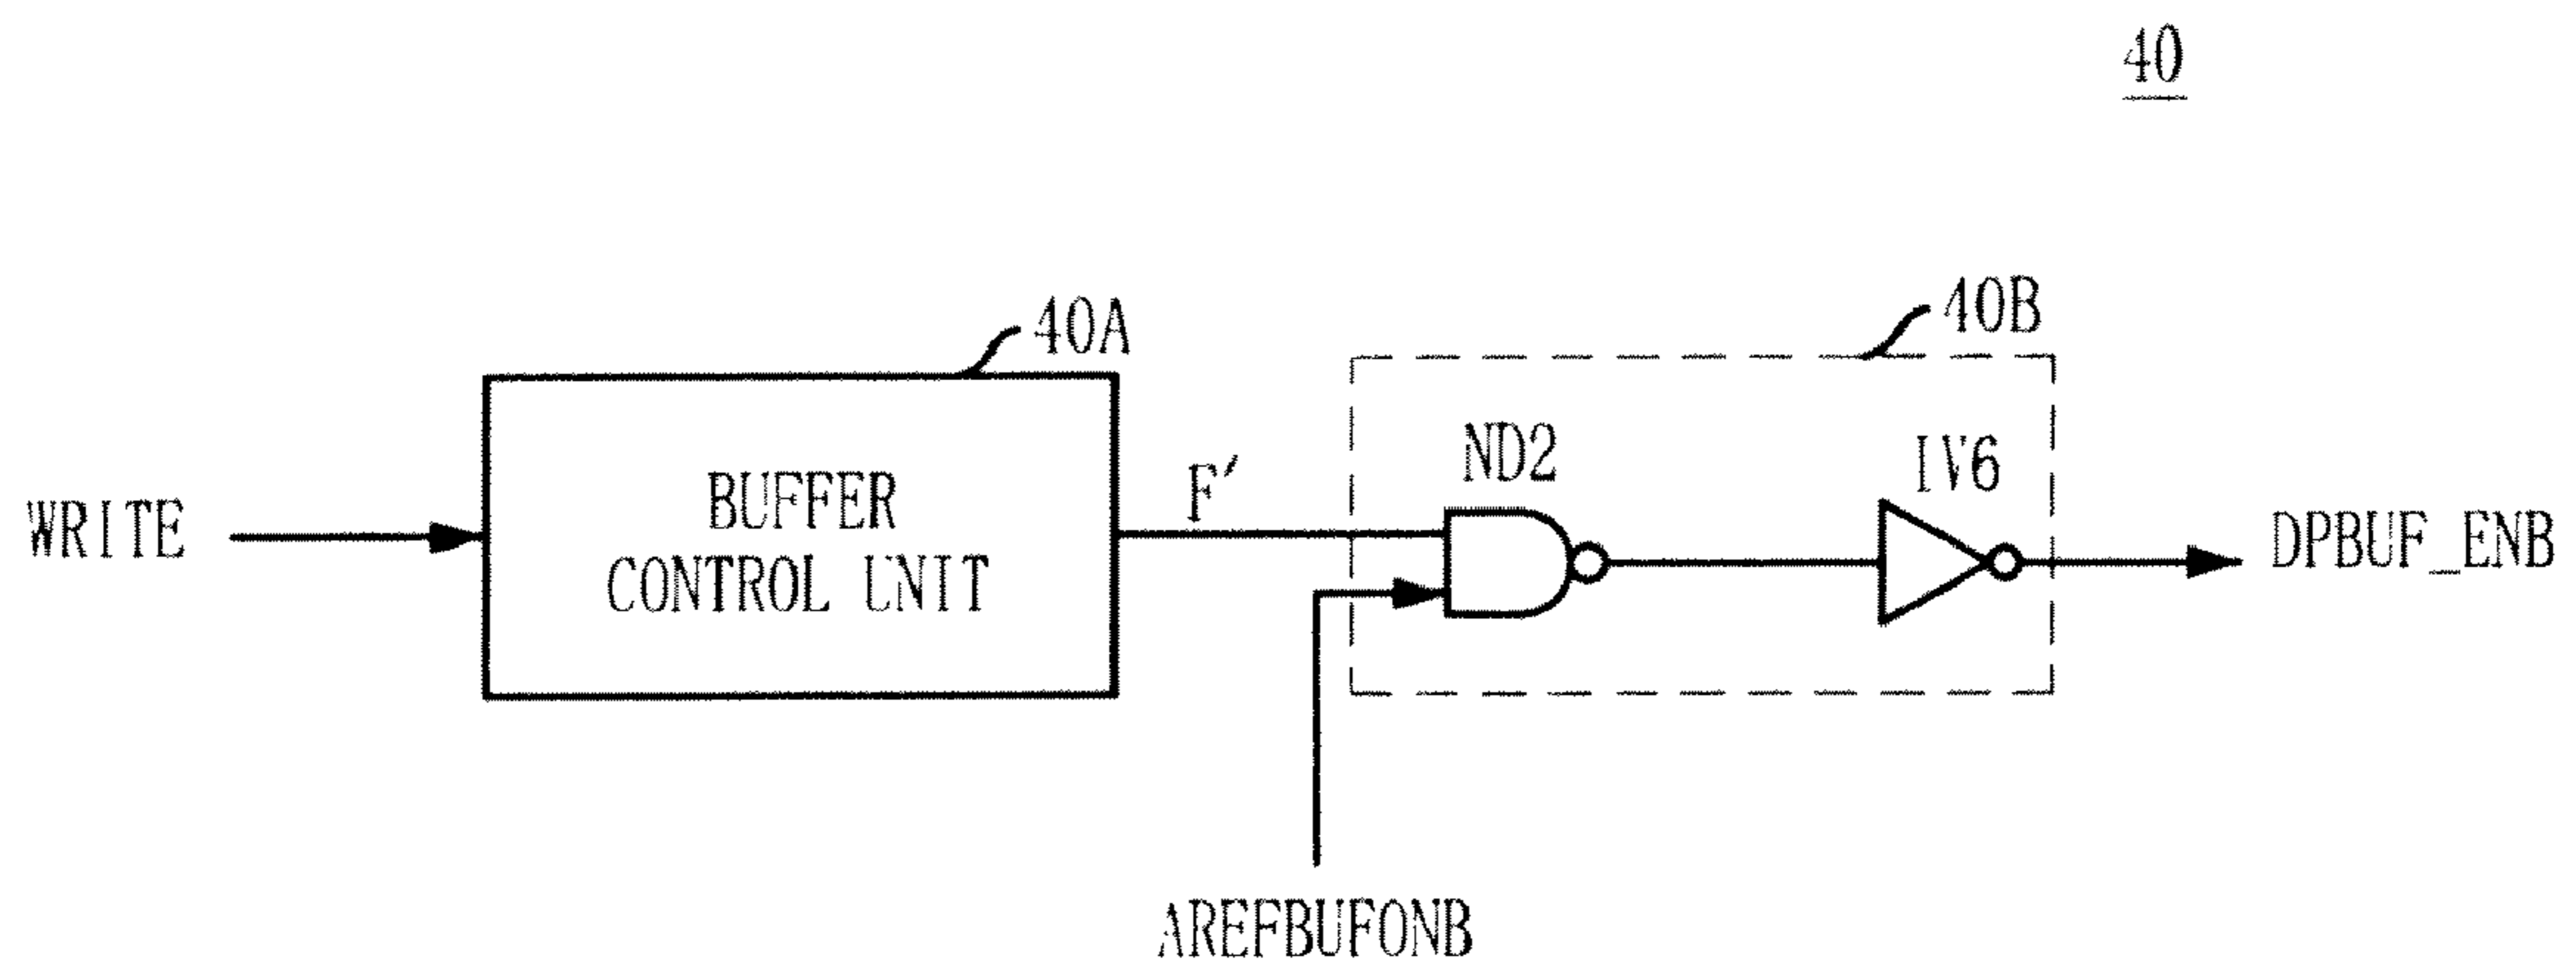 40
40A
40B
ND2
IV6
F'
WRITE
BUFFER
CONTROL UNIT
DPBUF_ENB
AREFBUFONB